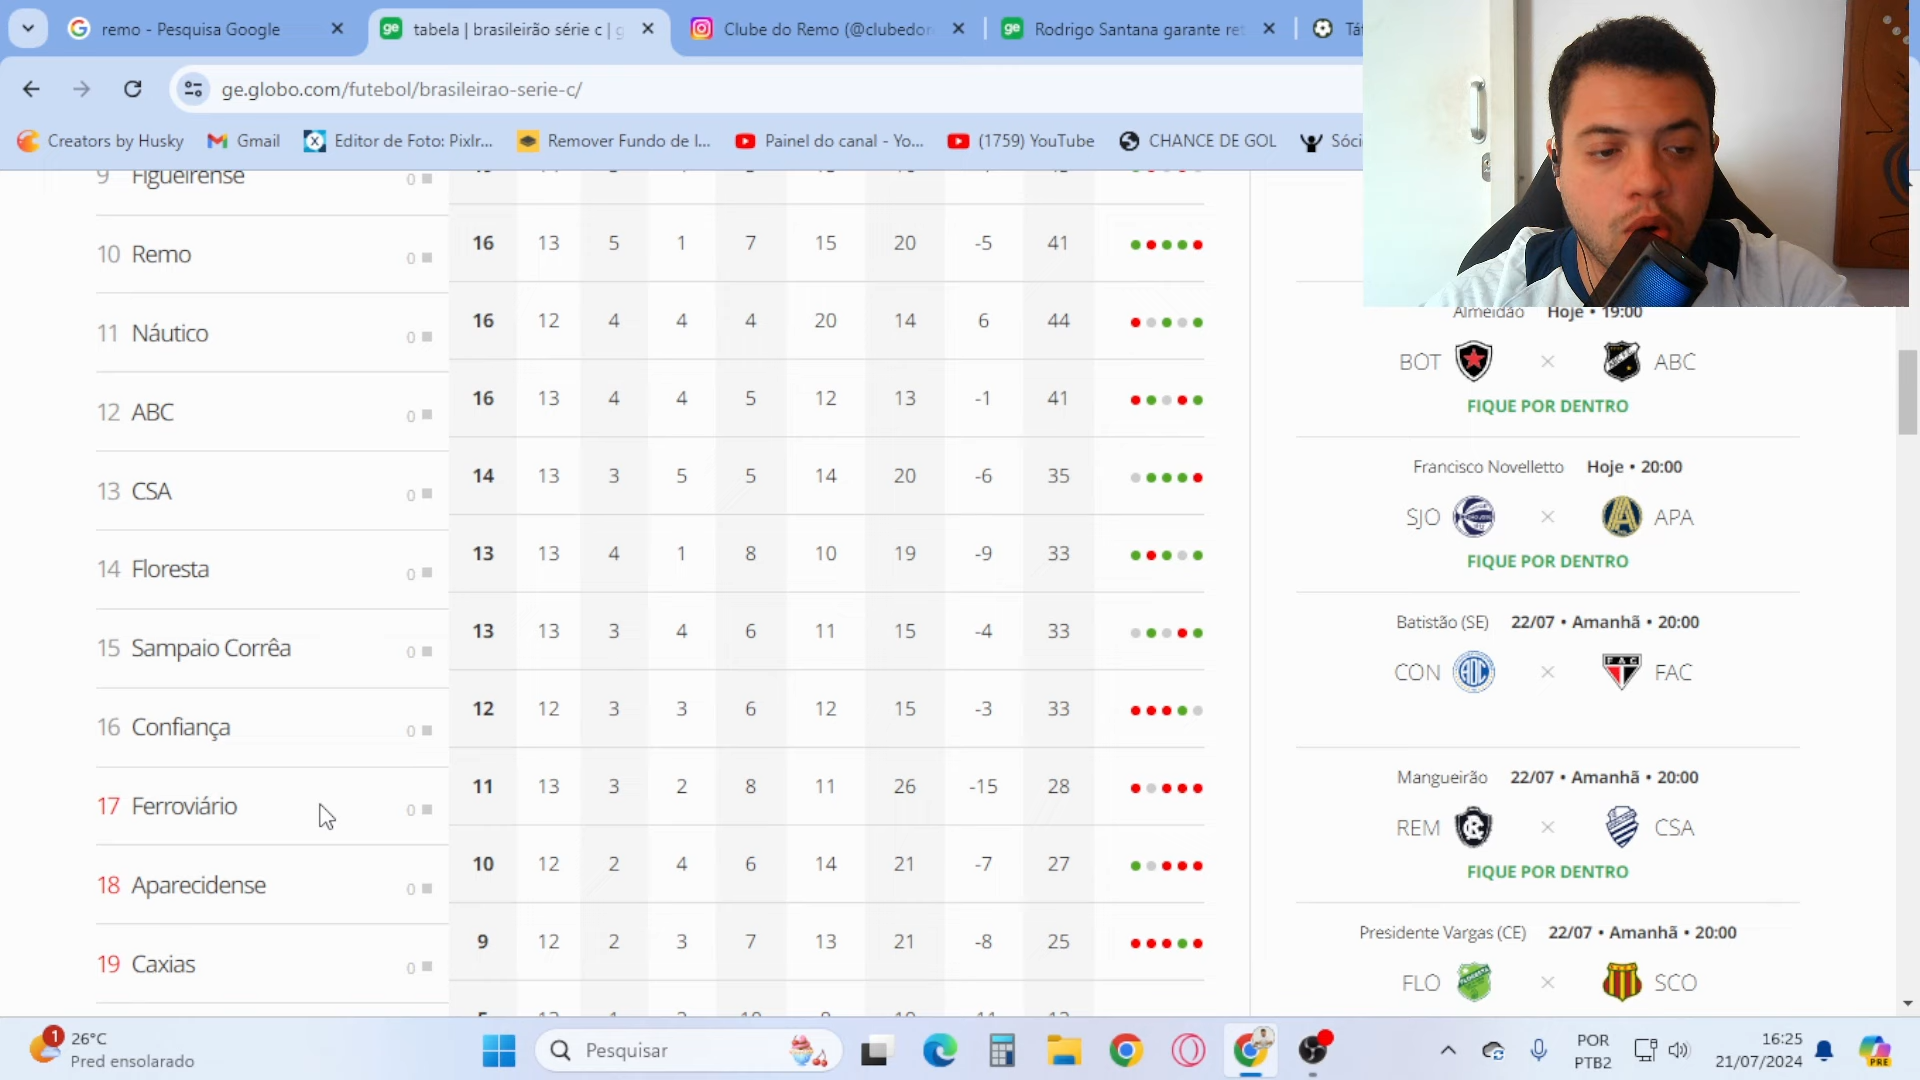 remo - Pesquisa Google
tabela | brasileirão série c | g
Clube do Remo (@clubedor
Rodrigo Santana garante ret
Tát
ge.globo.com/futebol/brasileirao-serie-c/
Creators by Husky
Gmail
Editor de Foto: Pixlr...
Remover Fundo de I...
Painel do canal - Yo...
(1759) YouTube
CHANCE DE GOL
Sóci
9 Figueirense 0
10 Remo 0 16 13 5 1 7 15 20 -5 41
11 Náutico 0 16 12 4 4 4 20 14 6 44
12 ABC 0 16 13 4 4 5 12 13 -1 41
13 CSA 0 14 13 3 5 5 14 20 -6 35
14 Floresta 0 13 13 4 1 8 10 19 -9 33
15 Sampaio Corrêa 0 13 13 3 4 6 11 15 -4 33
16 Confiança 0 12 12 3 3 6 12 15 -3 33
17 Ferroviário 0 11 13 3 2 8 11 26 -15 28
18 Aparecidense 0 10 12 2 4 6 14 21 -7 27
19 Caxias 0 9 12 2 3 7 13 21 -8 25
Almeidão Hoje • 19:00
BOT × ABC
FIQUE POR DENTRO
Francisco Novelletto Hoje • 20:00
SJO × APA
FIQUE POR DENTRO
Batistão (SE) 22/07 • Amanhã • 20:00
CON × FAC
Mangueirão 22/07 • Amanhã • 20:00
REM × CSA
FIQUE POR DENTRO
Presidente Vargas (CE) 22/07 • Amanhã • 20:00
FLO × SCO
1
26°C
Pred ensolarado
Pesquisar
POR
PTB2
16:25
21/07/2024
PRE